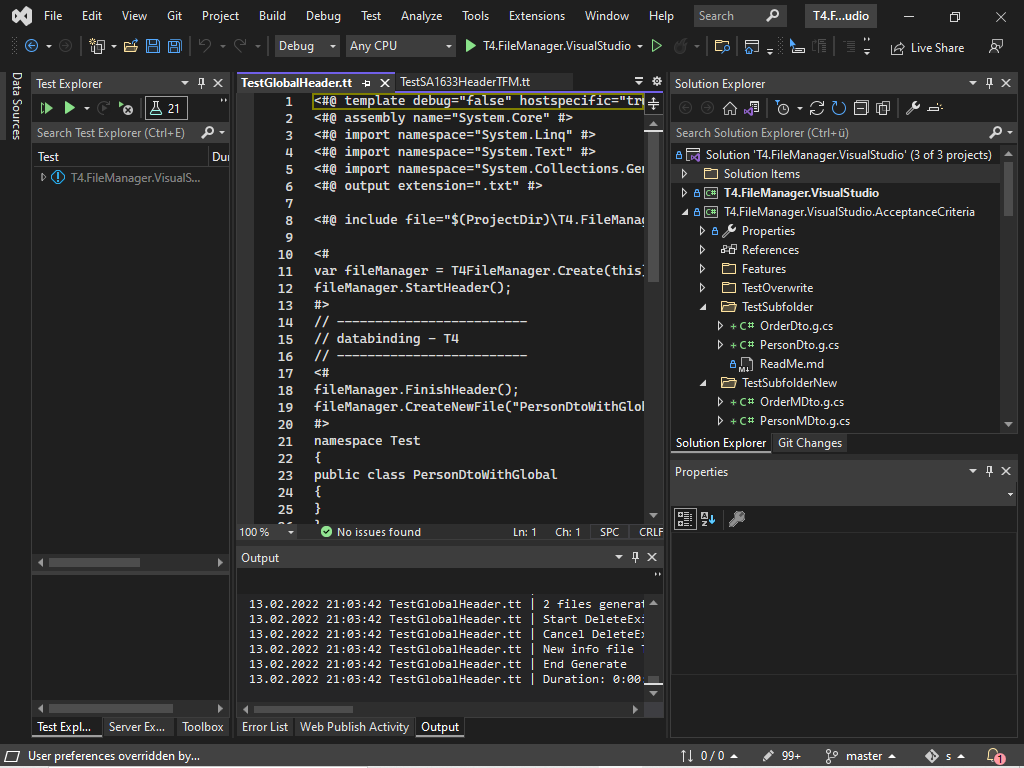 File Edit View Git Project Build Debug Test Analyze Tools Extensions Window Help Search T4.F...udio
Debug Any CPU T4.FileManager.VisualStudio Live Share
Data Sources
Test Explorer
21
Search Test Explorer (Ctrl+E)
Test Dur
T4.FileManager.VisualS...
TestGlobalHeader.tt TestSA1633HeaderTFM.tt
1 <#@ template debug="false" hostspecific="tr
2 <#@ assembly name="System.Core" #>
3 <#@ import namespace="System.Linq" #>
4 <#@ import namespace="System.Text" #>
5 <#@ import namespace="System.Collections.Gen
6 <#@ output extension=".txt" #>
7
8 <#@ include file="$(ProjectDir)\T4.FileManag
9
10 <#
11 var fileManager = T4FileManager.Create(this)
12 fileManager.StartHeader();
13 #>
14 // -------------------------
15 // databinding - T4
16 // -------------------------
17 <#
18 fileManager.FinishHeader();
19 fileManager.CreateNewFile("PersonDtoWithGlob
20 #>
21 namespace Test
22 {
23 public class PersonDtoWithGlobal
24 {
25 }
26 }
100 % No issues found Ln: 1 Ch: 1 SPC CRLF
Output
13.02.2022 21:03:42 TestGlobalHeader.tt | 2 files generat
13.02.2022 21:03:42 TestGlobalHeader.tt | Start DeleteExi
13.02.2022 21:03:42 TestGlobalHeader.tt | Cancel DeleteEx
13.02.2022 21:03:42 TestGlobalHeader.tt | New info file T
13.02.2022 21:03:42 TestGlobalHeader.tt | End Generate
13.02.2022 21:03:42 TestGlobalHeader.tt | Duration: 0:00
Solution Explorer
Search Solution Explorer (Ctrl+ü)
Solution 'T4.FileManager.VisualStudio' (3 of 3 projects)
Solution Items
C# T4.FileManager.VisualStudio
C# T4.FileManager.VisualStudio.AcceptanceCriteria
Properties
References
Features
TestOverwrite
TestSubfolder
+ C# OrderDto.g.cs
+ C# PersonDto.g.cs
ReadMe.md
TestSubfolderNew
+ C# OrderMDto.g.cs
+ C# PersonMDto.g.cs
Solution Explorer Git Changes
Properties
Test Expl... Server Ex... Toolbox Error List Web Publish Activity Output
User preferences overridden by... 0 / 0 99+ master s 1